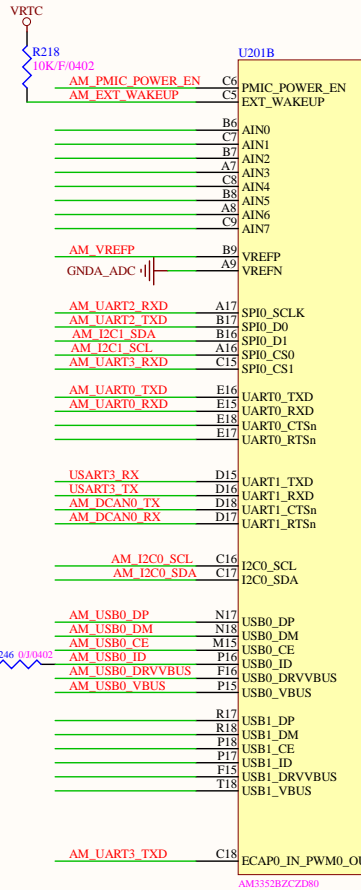 VRTC
R218
10K/F/0402
U201B
AM_PMIC_POWER_EN C6 PMIC_POWER_EN
AM_EXT_WAKEUP C5 EXT_WAKEUP
B6 AIN0
C7 AIN1
B7 AIN2
A7 AIN3
C8 AIN4
B8 AIN5
A8 AIN6
C9 AIN7
AM_VREFP B9 VREFP
GNDA_ADC A9 VREFN
AM_UART2_RXD A17 SPI0_SCLK
AM_UART2_TXD B17 SPI0_D0
AM_I2C1_SDA B16 SPI0_D1
AM_I2C1_SCL A16 SPI0_CS0
AM_UART3_RXD C15 SPI0_CS1
AM_UART0_TXD E16 UART0_TXD
AM_UART0_RXD E15 UART0_RXD
E18 UART0_CTSn
E17 UART0_RTSn
USART3_RX D15 UART1_TXD
USART3_TX D16 UART1_RXD
AM_DCAN0_TX D18 UART1_CTSn
AM_DCAN0_RX D17 UART1_RTSn
AM_I2C0_SCL C16 I2C0_SCL
AM_I2C0_SDA C17 I2C0_SDA
AM_USB0_DP N17 USB0_DP
AM_USB0_DM N18 USB0_DM
AM_USB0_CE M15 USB0_CE
246 0/J/0402 AM_USB0_ID P16 USB0_ID
AM_USB0_DRVVBUS F16 USB0_DRVVBUS
AM_USB0_VBUS P15 USB0_VBUS
R17 USB1_DP
R18 USB1_DM
P18 USB1_CE
P17 USB1_ID
F15 USB1_DRVVBUS
T18 USB1_VBUS
AM_UART3_TXD C18 ECAP0_IN_PWM0_OU
AM3352BZCZD80